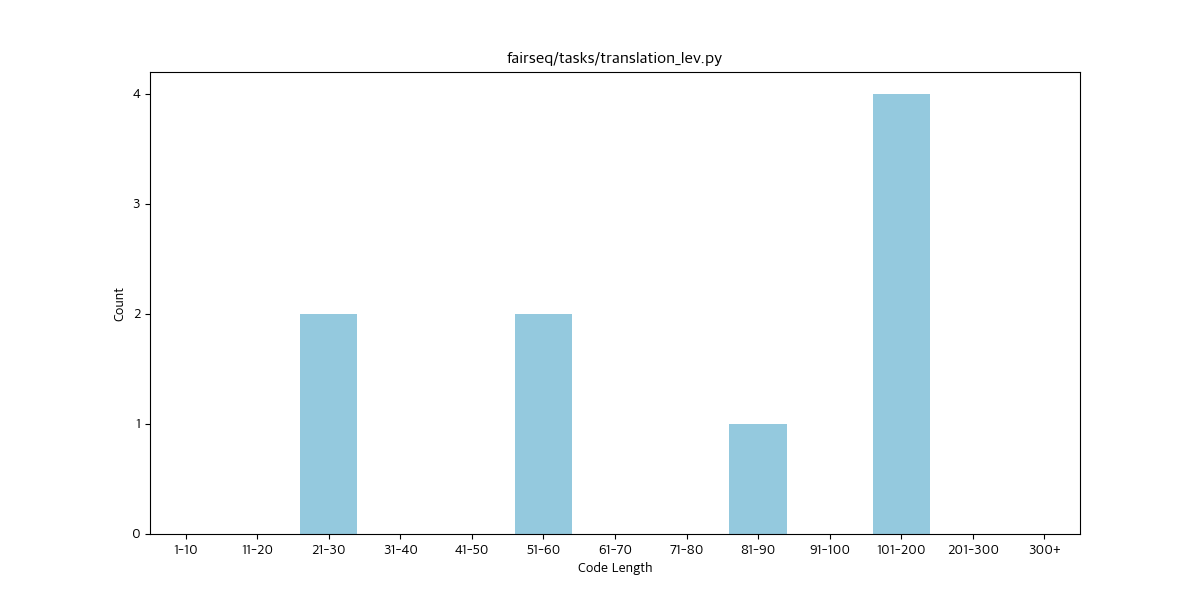 fairseq/tasks/translation_lev.py
4
3
2
1
0
Count
1-10 11-20 21-30 31-40 41-50 51-60 61-70 71-80 81-90 91-100 101-200 201-300 300+
Code Length